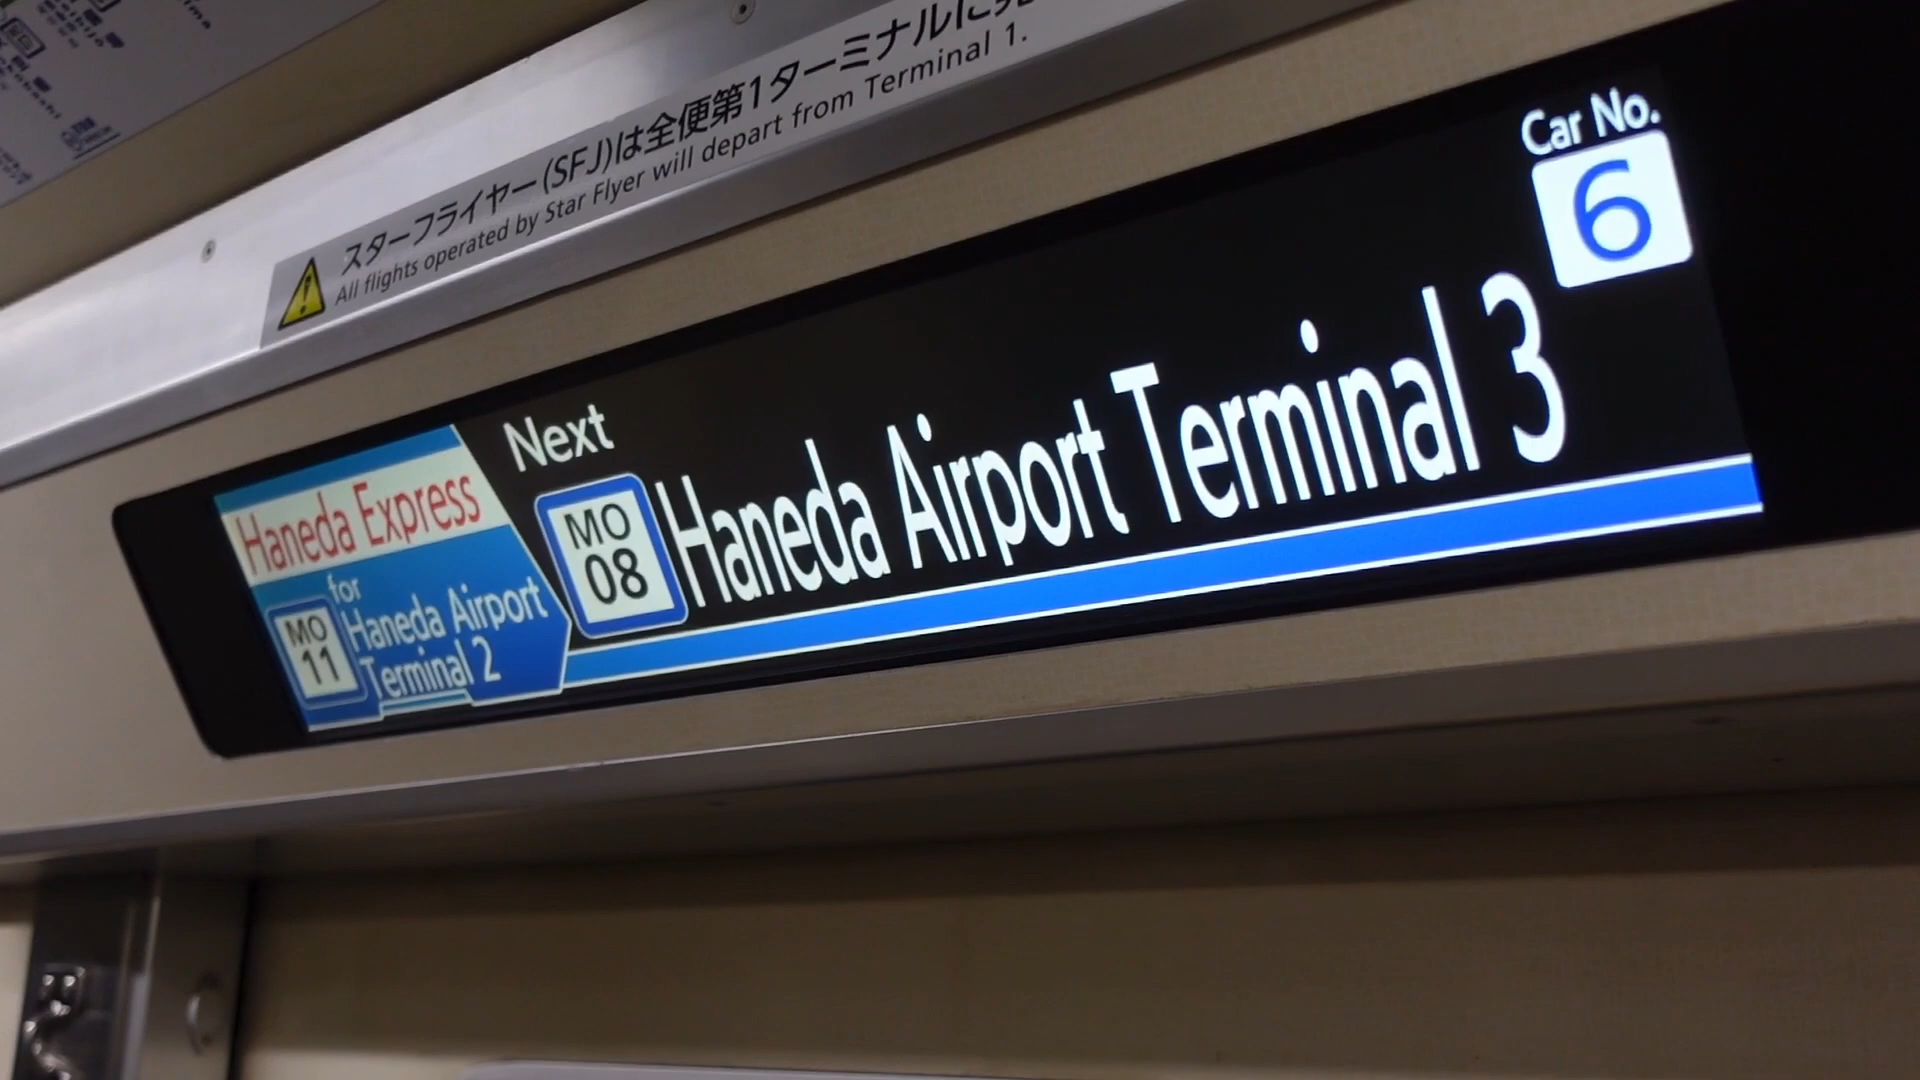 スターフライヤー(SFJ)は全便第1ターミナルに
All flights operated by Star Flyer will depart from Terminal 1.
Car No.
6
Haneda Express
for
MO
11
Haneda Airport
Terminal 2
Next
MO
08
Haneda Airport Terminal 3